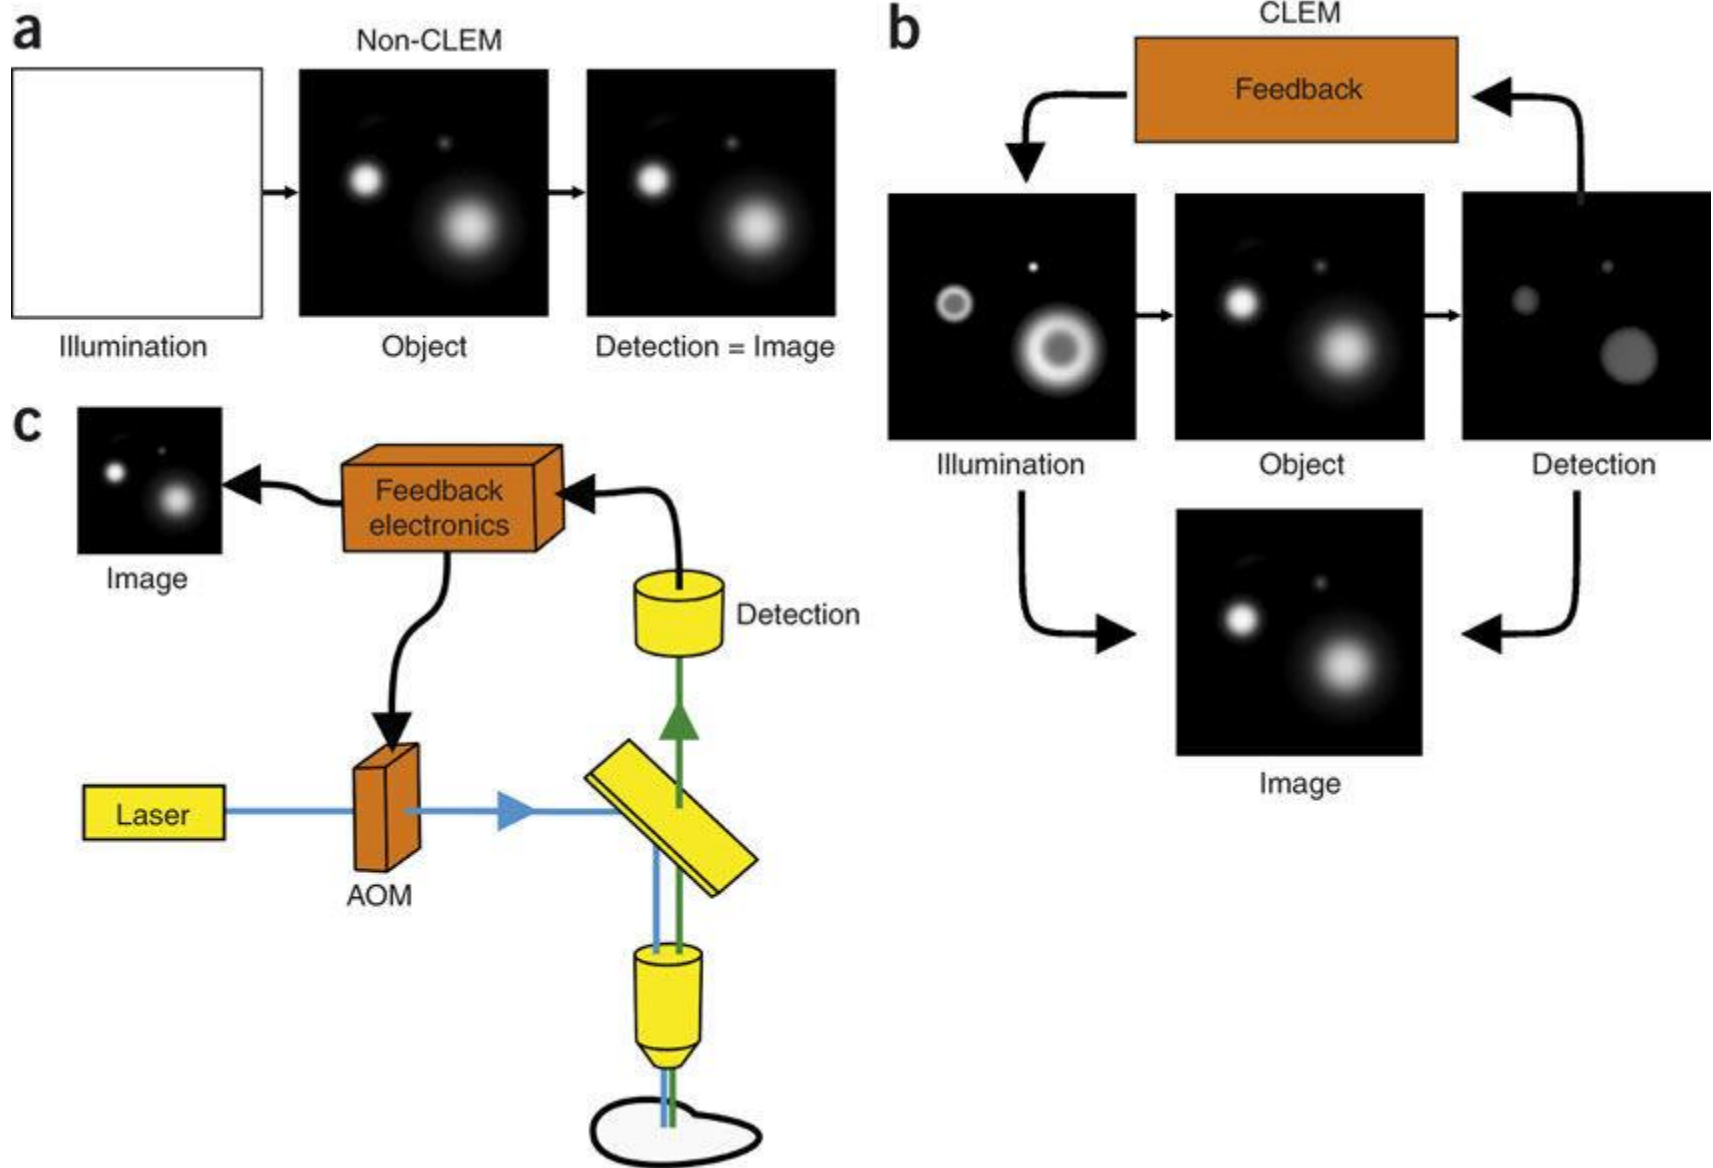 a
Non-CLEM
Illumination
Object
Detection = Image
b
CLEM
Feedback
Illumination
Object
Detection
Image
c
Image
Feedback
electronics
Detection
Laser
AOM